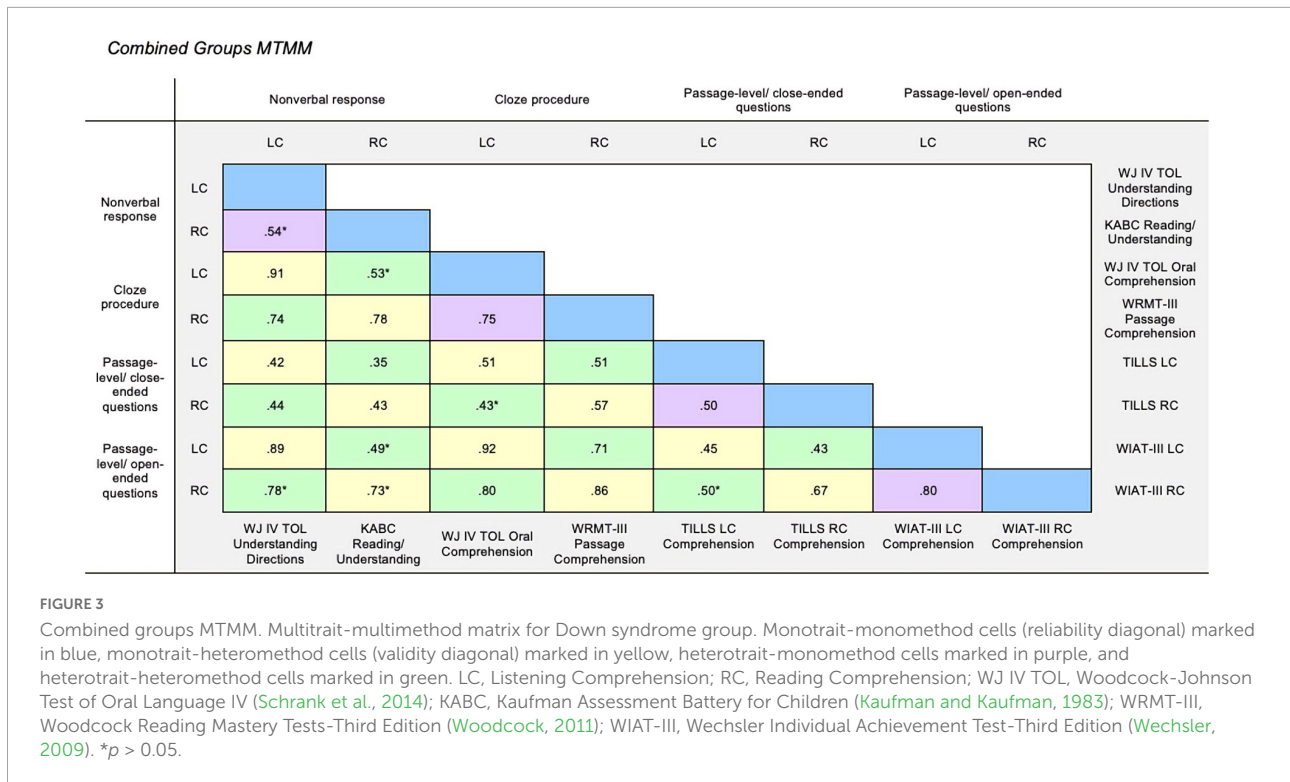 Combined Groups MTMM
Nonverbal response
Cloze procedure
Passage-level/ close-ended
questions
Passage-level/ open-ended
questions
LC RC LC RC LC RC LC RC
Nonverbal
response
LC
WJ IV TOL
Understanding
Directions
RC .54*
KABC Reading/
Understanding
Cloze
procedure
LC .91 .53*
WJ IV TOL Oral
Comprehension
RC .74 .78 .75
WRMT-III
Passage
Comprehension
Passage-
level/ close-
ended
questions
LC .42 .35 .51 .51
TILLS LC
RC .44 .43 .43* .57 .50
TILLS RC
Passage-
level/ open-
ended
questions
LC .89 .49* .92 .71 .45 .43
WIAT-III LC
RC .78* .73* .80 .86 .50* .67 .80
WIAT-III RC
WJ IV TOL
Understanding
Directions
KABC
Reading/
Understanding
WJ IV TOL Oral
Comprehension
WRMT-III
Passage
Comprehension
TILLS LC
Comprehension
TILLS RC
Comprehension
WIAT-III LC
Comprehension
WIAT-III RC
Comprehension
FIGURE 3
Combined groups MTMM. Multitrait-multimethod matrix for Down syndrome group. Monotrait-monomethod cells (reliability diagonal) marked
in blue, monotrait-heteromethod cells (validity diagonal) marked in yellow, heterotrait-monomethod cells marked in purple, and
heterotrait-heteromethod cells marked in green. LC, Listening Comprehension; RC, Reading Comprehension; WJ IV TOL, Woodcock-Johnson
Test of Oral Language IV (Schrank et al., 2014); KABC, Kaufman Assessment Battery for Children (Kaufman and Kaufman, 1983); WRMT-III,
Woodcock Reading Mastery Tests-Third Edition (Woodcock, 2011); WIAT-III, Wechsler Individual Achievement Test-Third Edition (Wechsler,
2009). *p > 0.05.